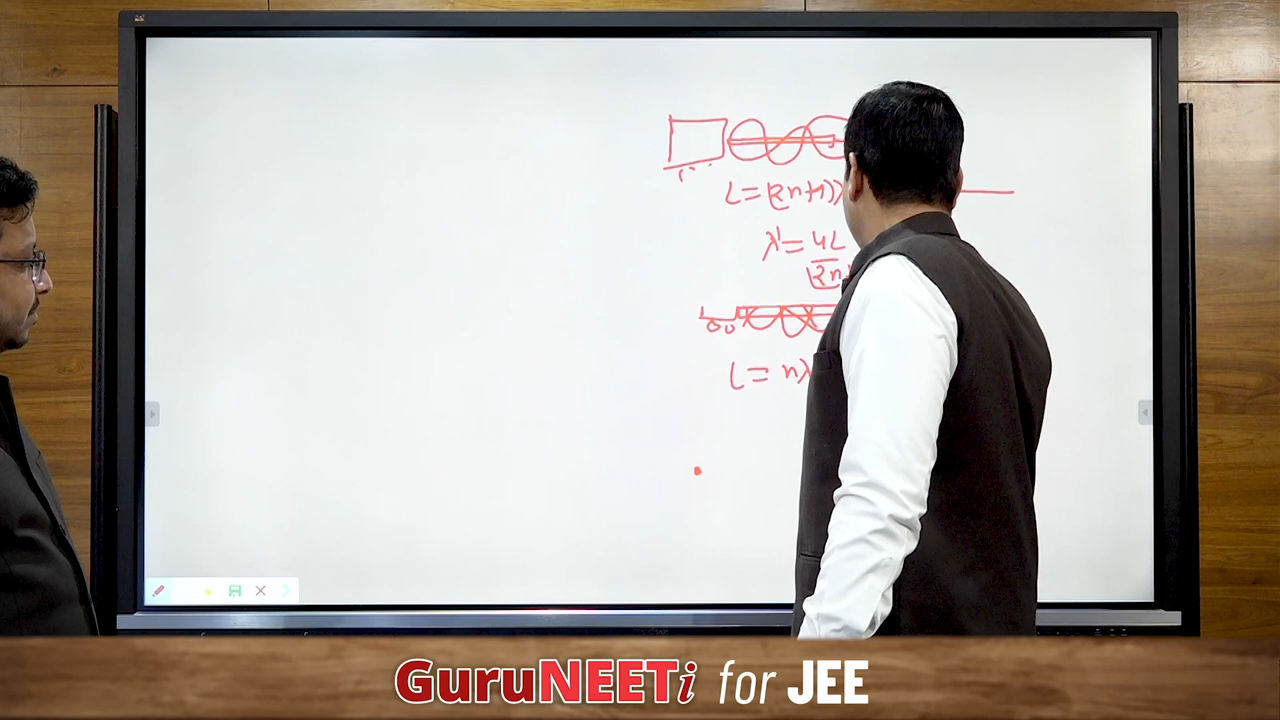 L = (2n+1)λ
λ' = 4L
(2n+
L = nλ
GuruNEETi for JEE